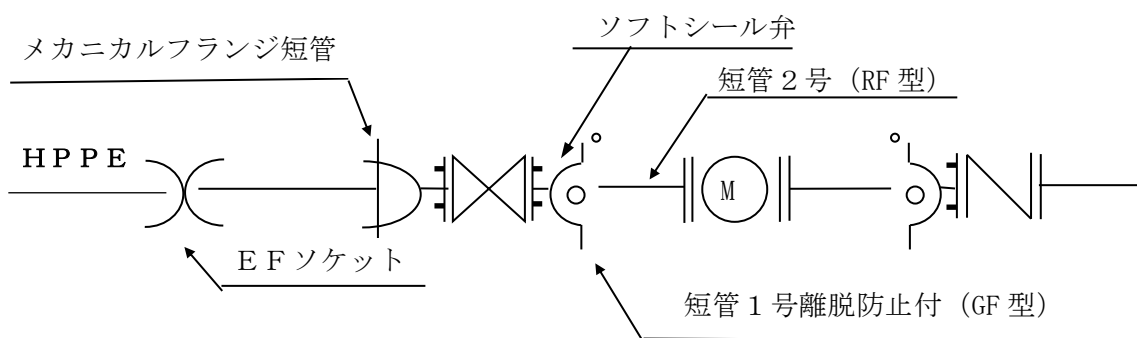 ソフトシール弁
メカニカルフランジ短管
短管２号（RF 型）
ＨＰＰＥ
M
ＥＦソケット
短管１号離脱防止付（GF 型）